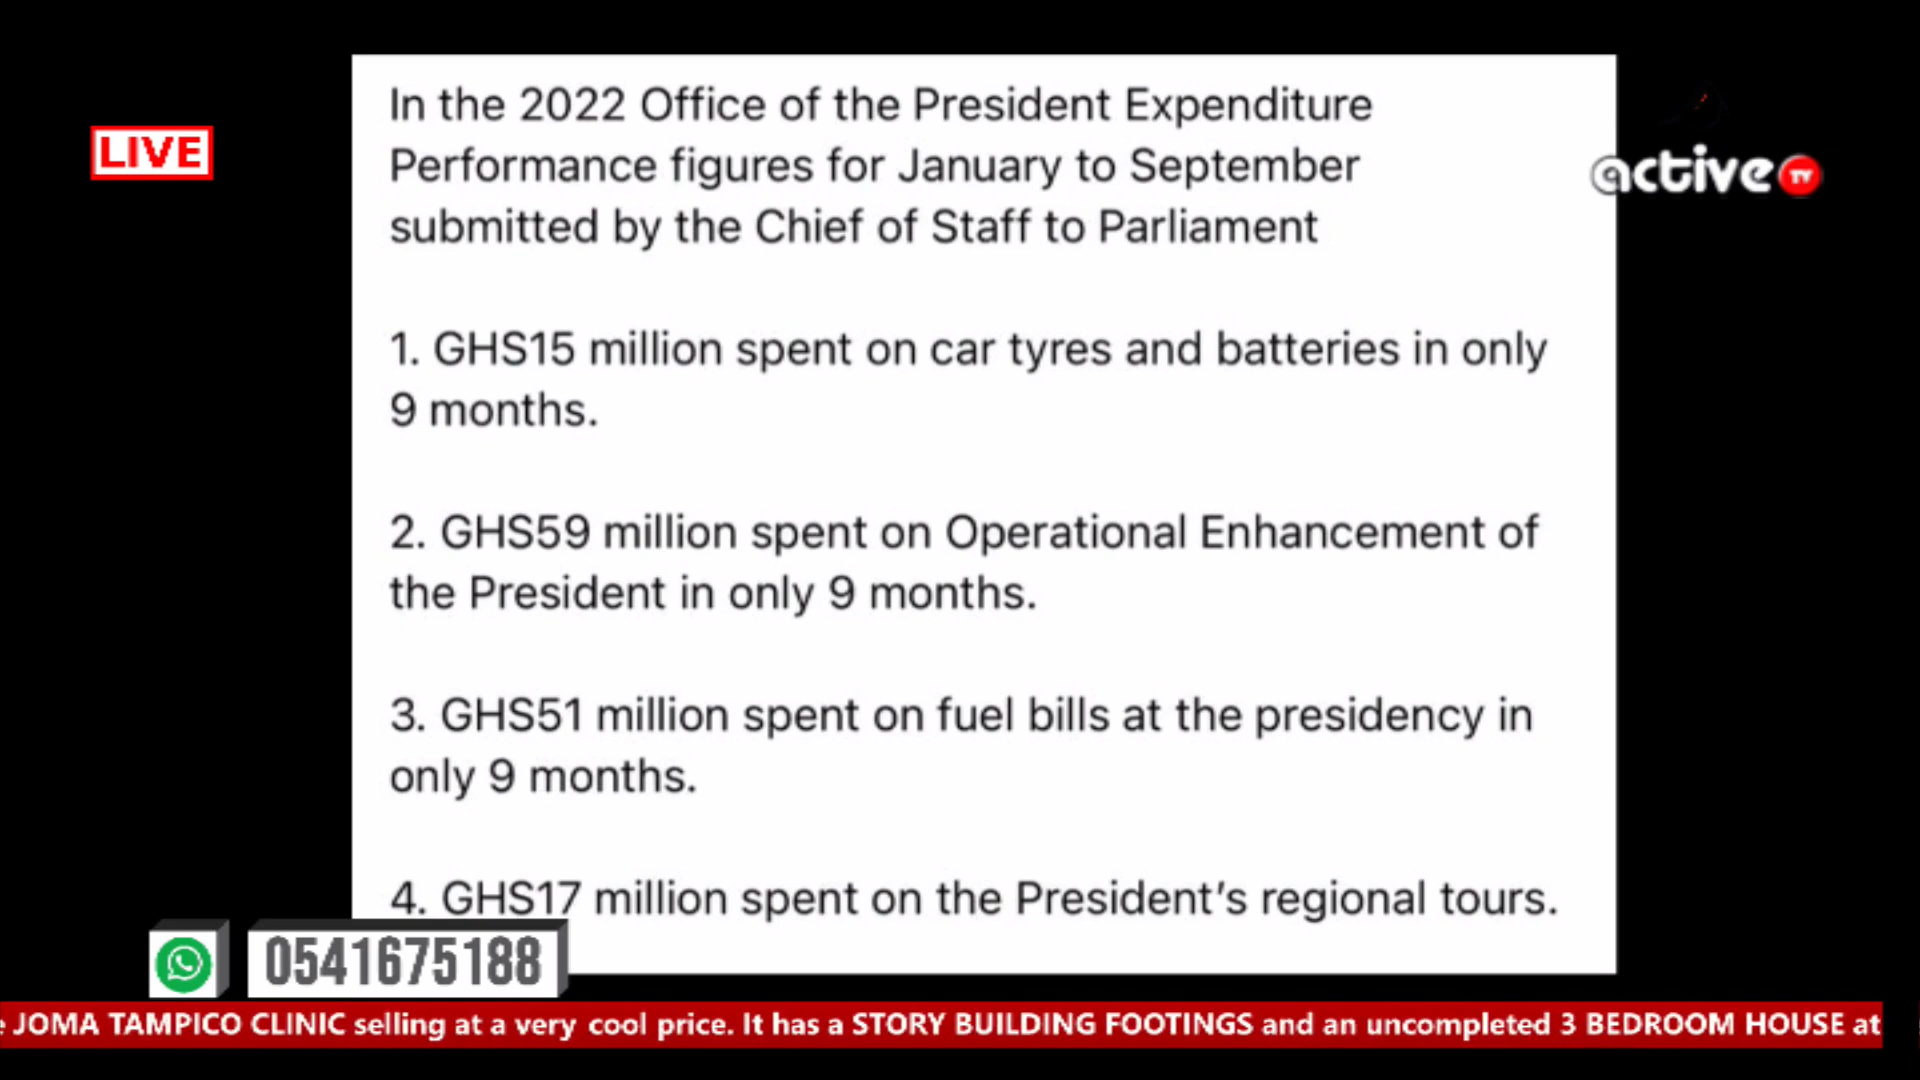 In the 2022 Office of the President Expenditure
Performance figures for January to September
submitted by the Chief of Staff to Parliament
LIVE
active TV
1. GHS15 million spent on car tyres and batteries in only
9 months.
2. GHS59 million spent on Operational Enhancement of
the President in only 9 months.
3. GHS51 million spent on fuel bills at the presidency in
only 9 months.
4. GHS17 million spent on the President's regional tours.
0541675188
JOMA TAMPICO CLINIC selling at a very cool price. It has a STORY BUILDING FOOTINGS and an uncompleted 3 BEDROOM HOUSE at